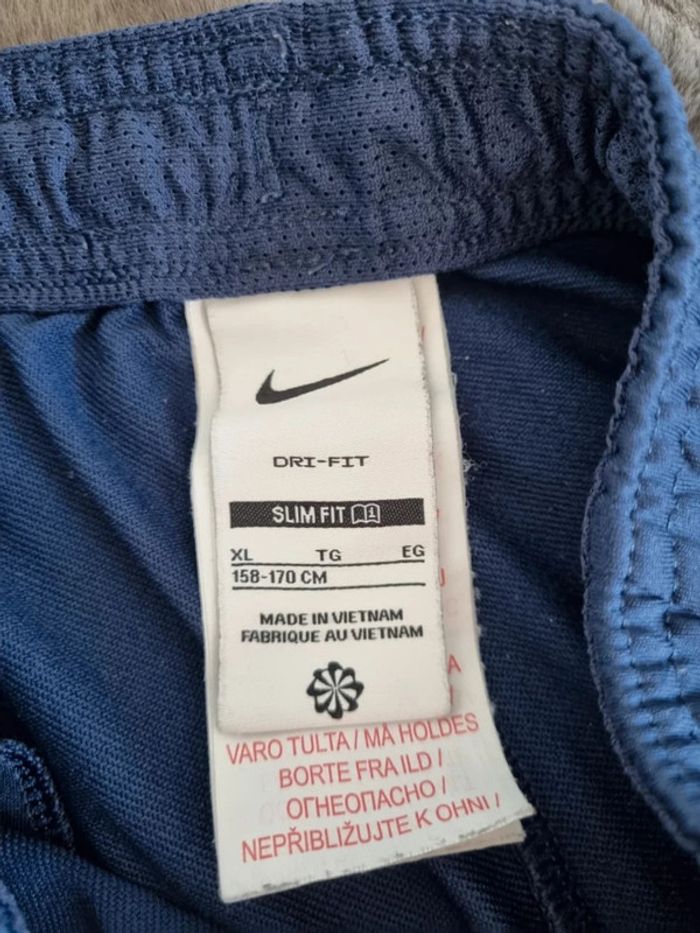 DRI-FIT
SLIM FIT 1
XL TG EG
158-170 CM
MADE IN VIETNAM
FABRIQUE AU VIETNAM
VARO TULTA / MÅ HOLDES
BORTE FRA ILD /
ОГНЕОПАСНО /
NEPŘIBLIŽUJTE K OHNI /